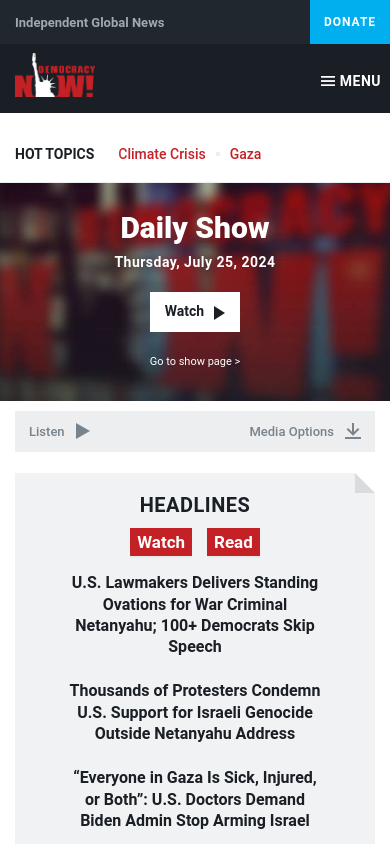 Independent Global News
DONATE
DEMOCRACY
NOW!
MENU
HOT TOPICS
Climate Crisis
Gaza
Daily Show
Thursday, July 25, 2024
Watch
Go to show page >
Listen
Media Options
HEADLINES
Watch
Read
U.S. Lawmakers Delivers Standing
Ovations for War Criminal
Netanyahu; 100+ Democrats Skip
Speech
Thousands of Protesters Condemn
U.S. Support for Israeli Genocide
Outside Netanyahu Address
“Everyone in Gaza Is Sick, Injured,
or Both”: U.S. Doctors Demand
Biden Admin Stop Arming Israel